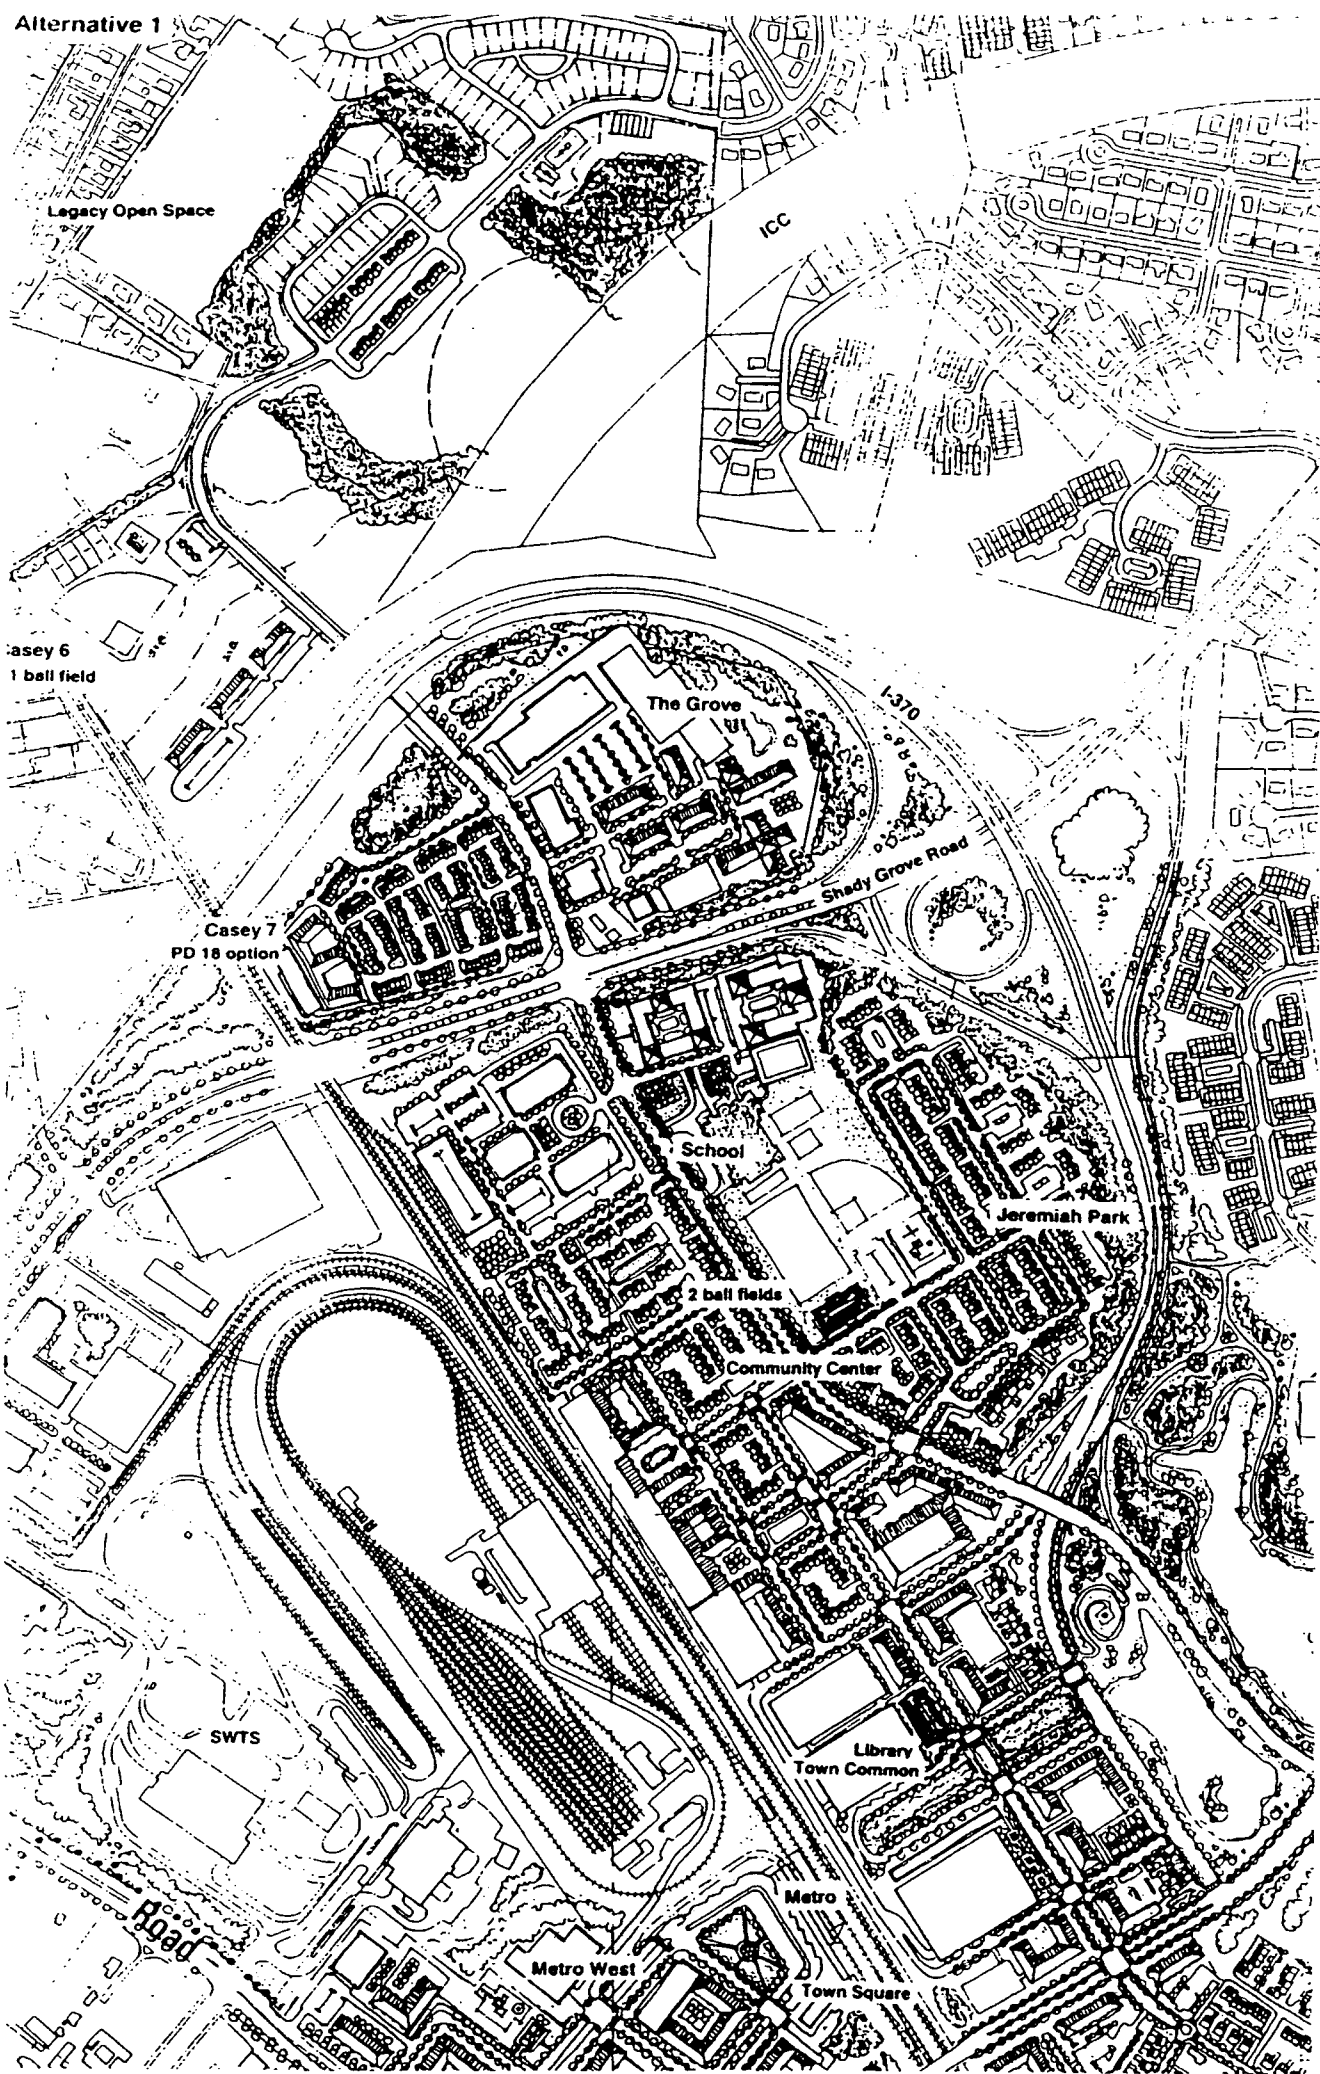 Alternative 1
Legacy Open Space
ICC
asey 6
1 ball field
The Grove
I-370
Shady Grove Road
Casey 7
PD 18 option
School
Jeremiah Park
2 ball fields
Community Center
SWTS
Library
Town Common
Metro
Road
Metro West
Town Square